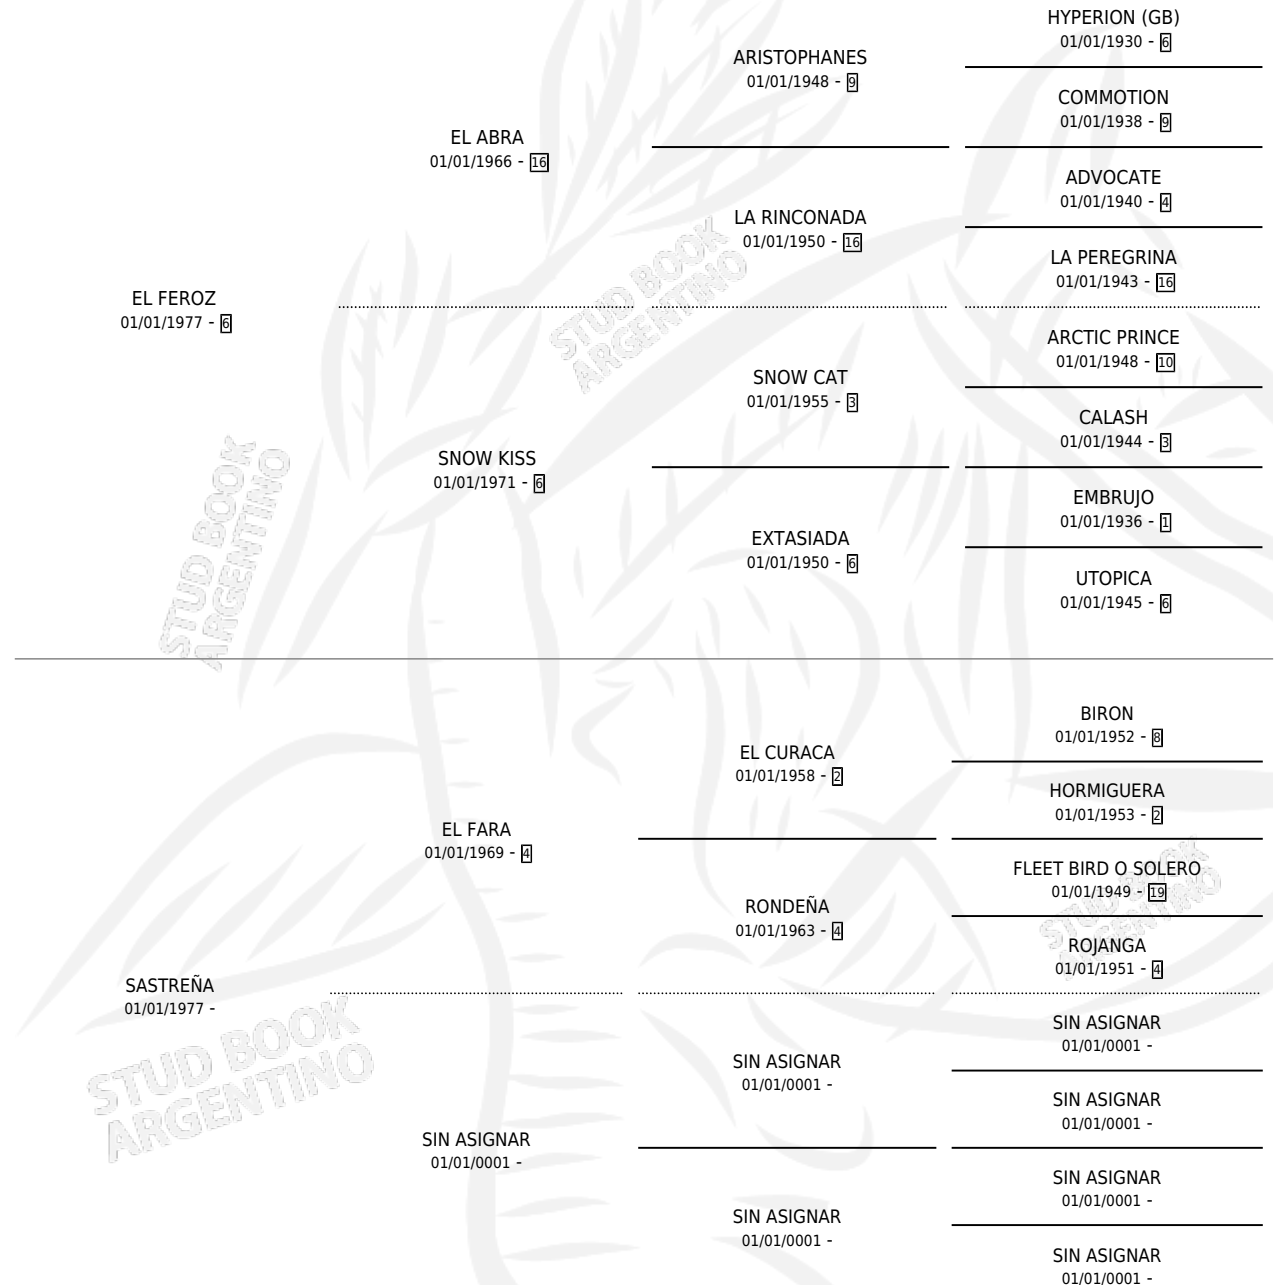 HYPERION (GB)
01/01/1930 - 6
ARISTOPHANES
01/01/1948 - 9
COMMOTION
01/01/1938 - 9
EL ABRA
01/01/1966 - 16
ADVOCATE
01/01/1940 - 4
LA RINCONADA
01/01/1950 - 16
LA PEREGRINA
01/01/1943 - 16
EL FEROZ
01/01/1977 - 6
ARCTIC PRINCE
01/01/1948 - 10
SNOW CAT
01/01/1955 - 3
CALASH
01/01/1944 - 3
SNOW KISS
01/01/1971 - 6
EMBRUJO
01/01/1936 - 1
EXTASIADA
01/01/1950 - 6
UTOPICA
01/01/1945 - 6
STUD BOOK
ARGENTINO
STUD BOOK
ARGENTINO
BIRON
01/01/1952 - 8
EL CURACA
01/01/1958 - 2
HORMIGUERA
01/01/1953 - 2
EL FARA
01/01/1969 - 4
FLEET BIRD O SOLERO
01/01/1949 - 19
RONDEÑA
01/01/1963 - 4
ROJANGA
01/01/1951 - 4
SASTREÑA
01/01/1977 -
SIN ASIGNAR
01/01/0001 -
SIN ASIGNAR
01/01/0001 -
SIN ASIGNAR
01/01/0001 -
SIN ASIGNAR
01/01/0001 -
SIN ASIGNAR
01/01/0001 -
SIN ASIGNAR
01/01/0001 -
SIN ASIGNAR
01/01/0001 -
STUD BOOK
ARGENTINO
STUD BOOK
ARGENTINO